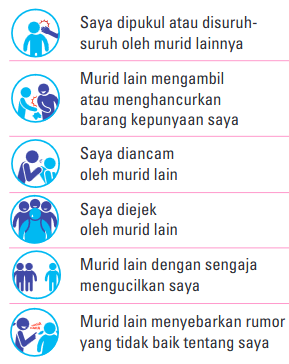 Saya dipukul atau disuruh-
suruh oleh murid lainnya
Murid lain mengambil
atau menghancurkan
barang kepunyaan saya
Saya diancam
oleh murid lain
Saya diejek
oleh murid lain
Murid lain dengan sengaja
mengucilkan saya
Murid lain menyebarkan rumor
yang tidak baik tentang saya